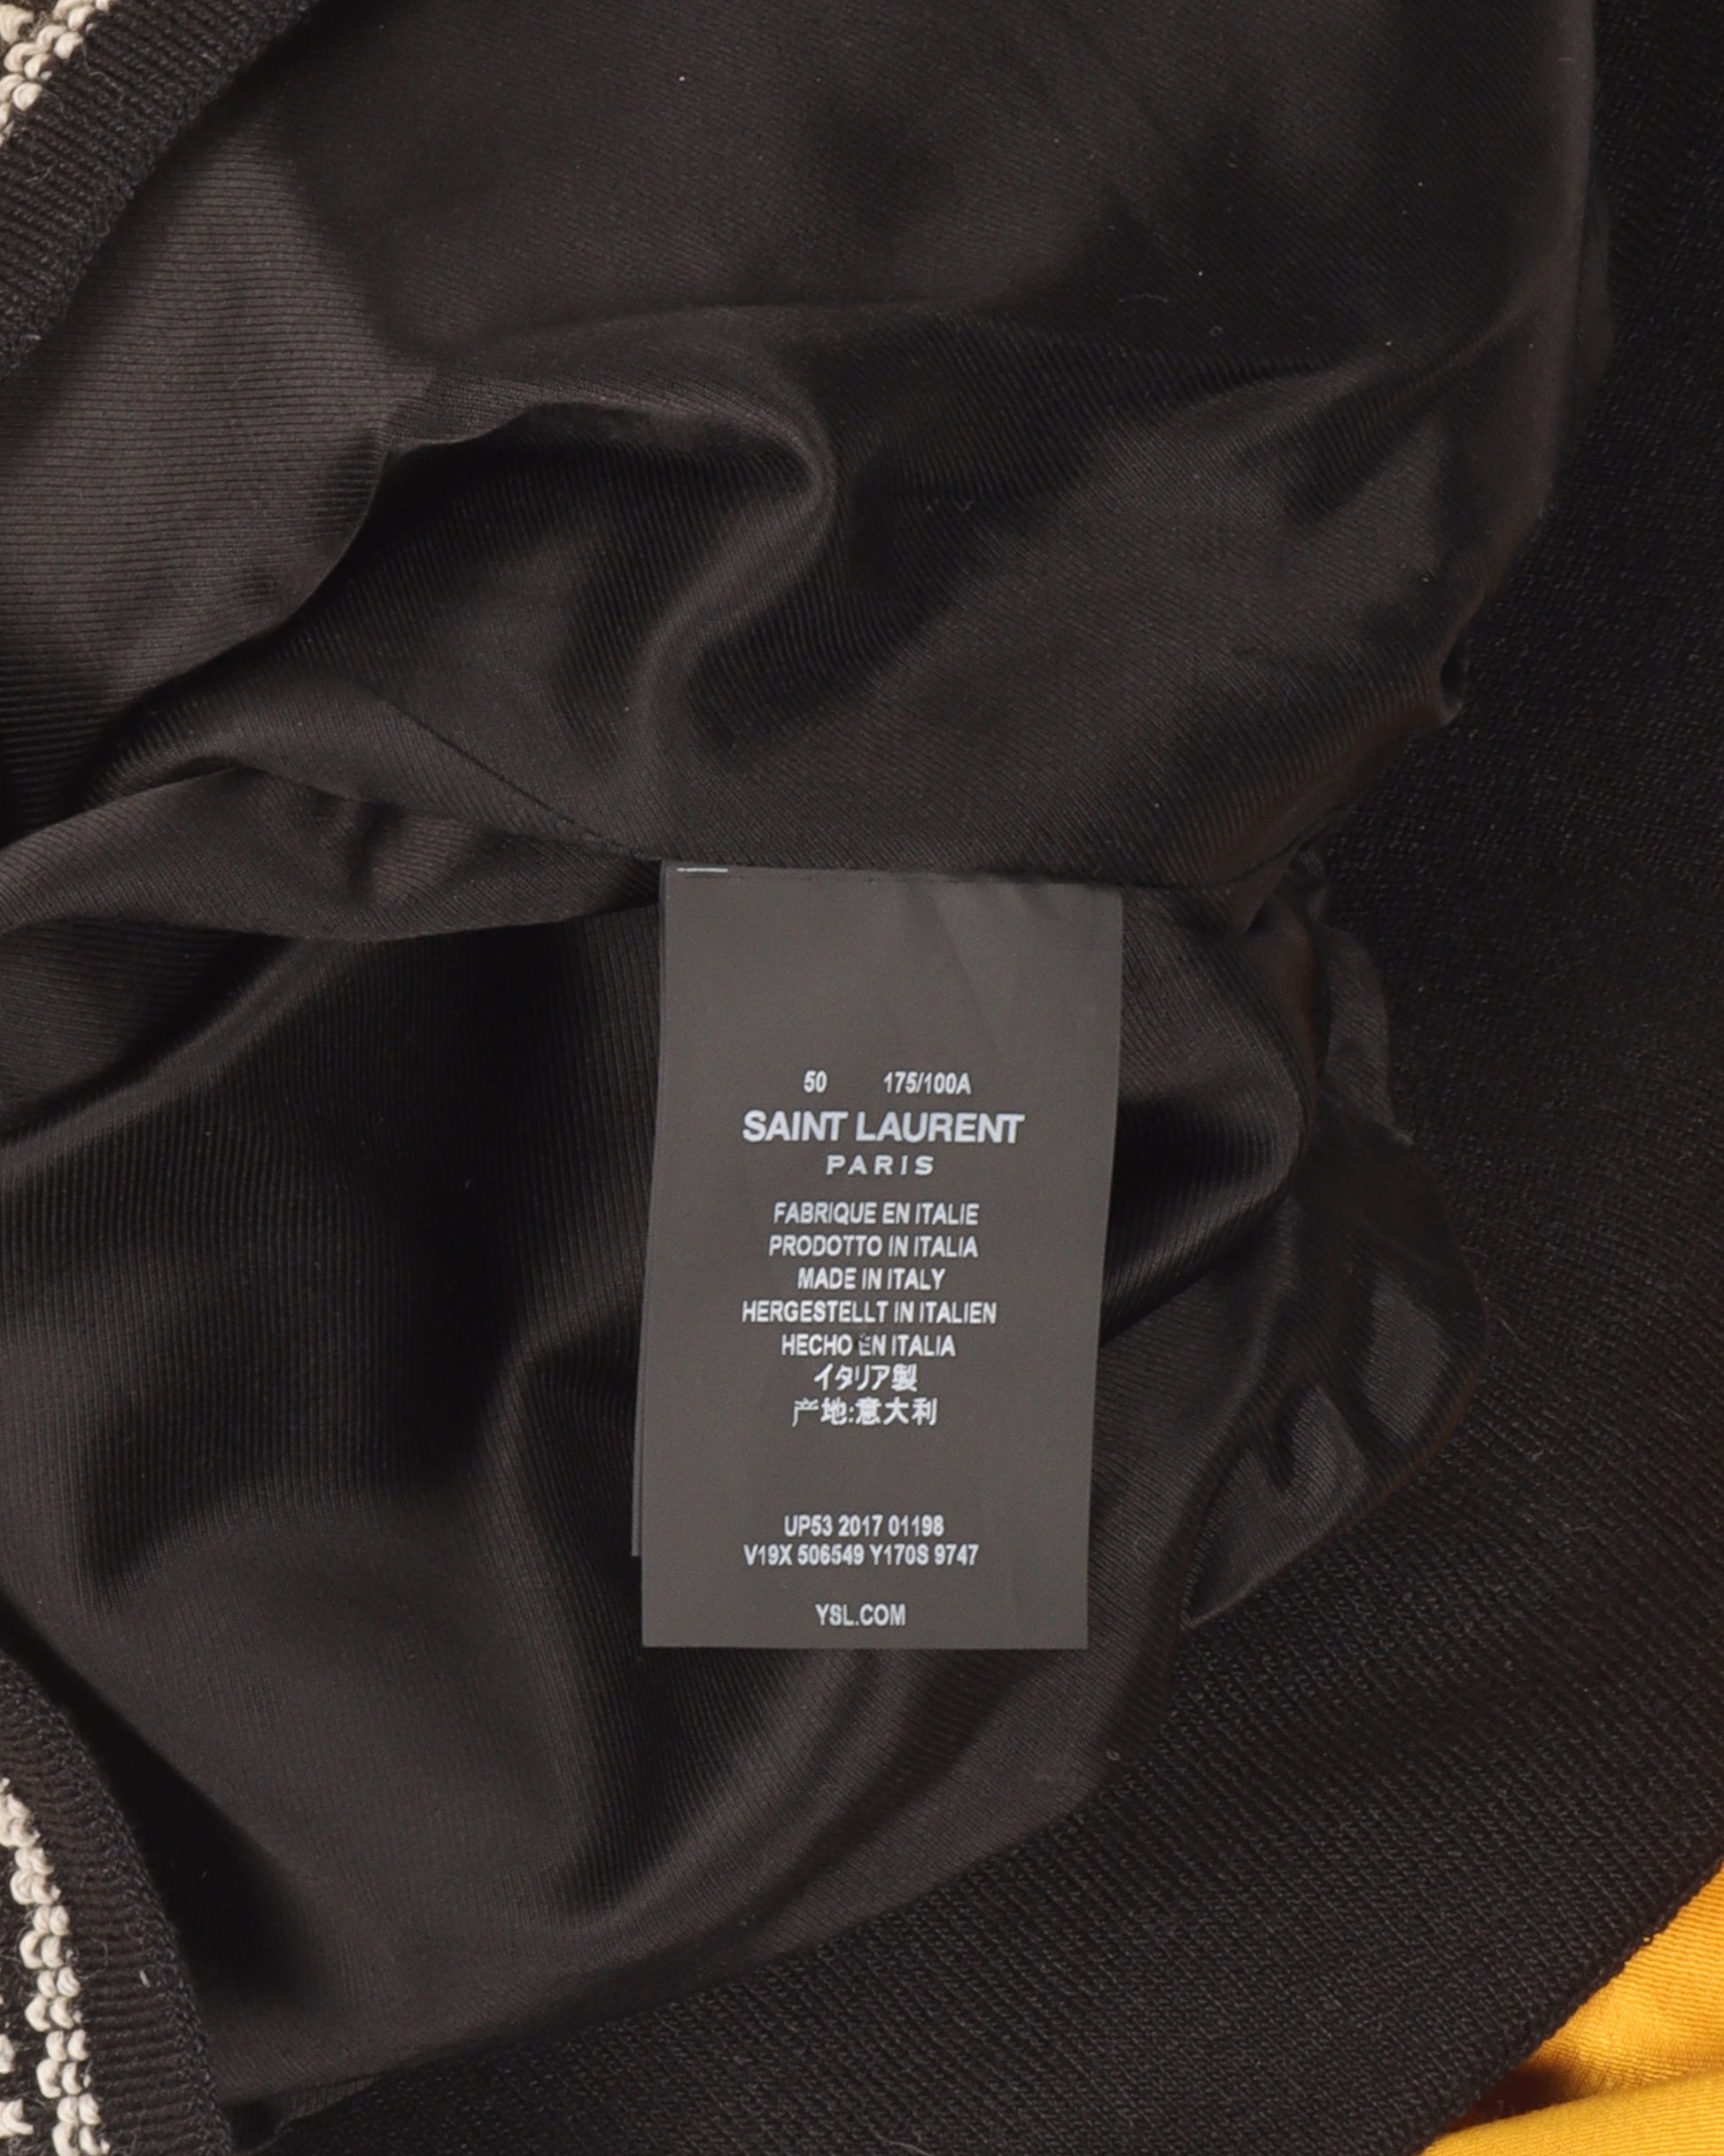 50 175/100A
SAINT LAURENT
PARIS
FABRIQUE EN ITALIE
PRODOTTO IN ITALIA
MADE IN ITALY
HERGESTELLT IN ITALIEN
HECHO EN ITALIA
イタリア製
产地:意大利
UP53 2017 01198
V19X 506549 Y170S 9747
YSL.COM